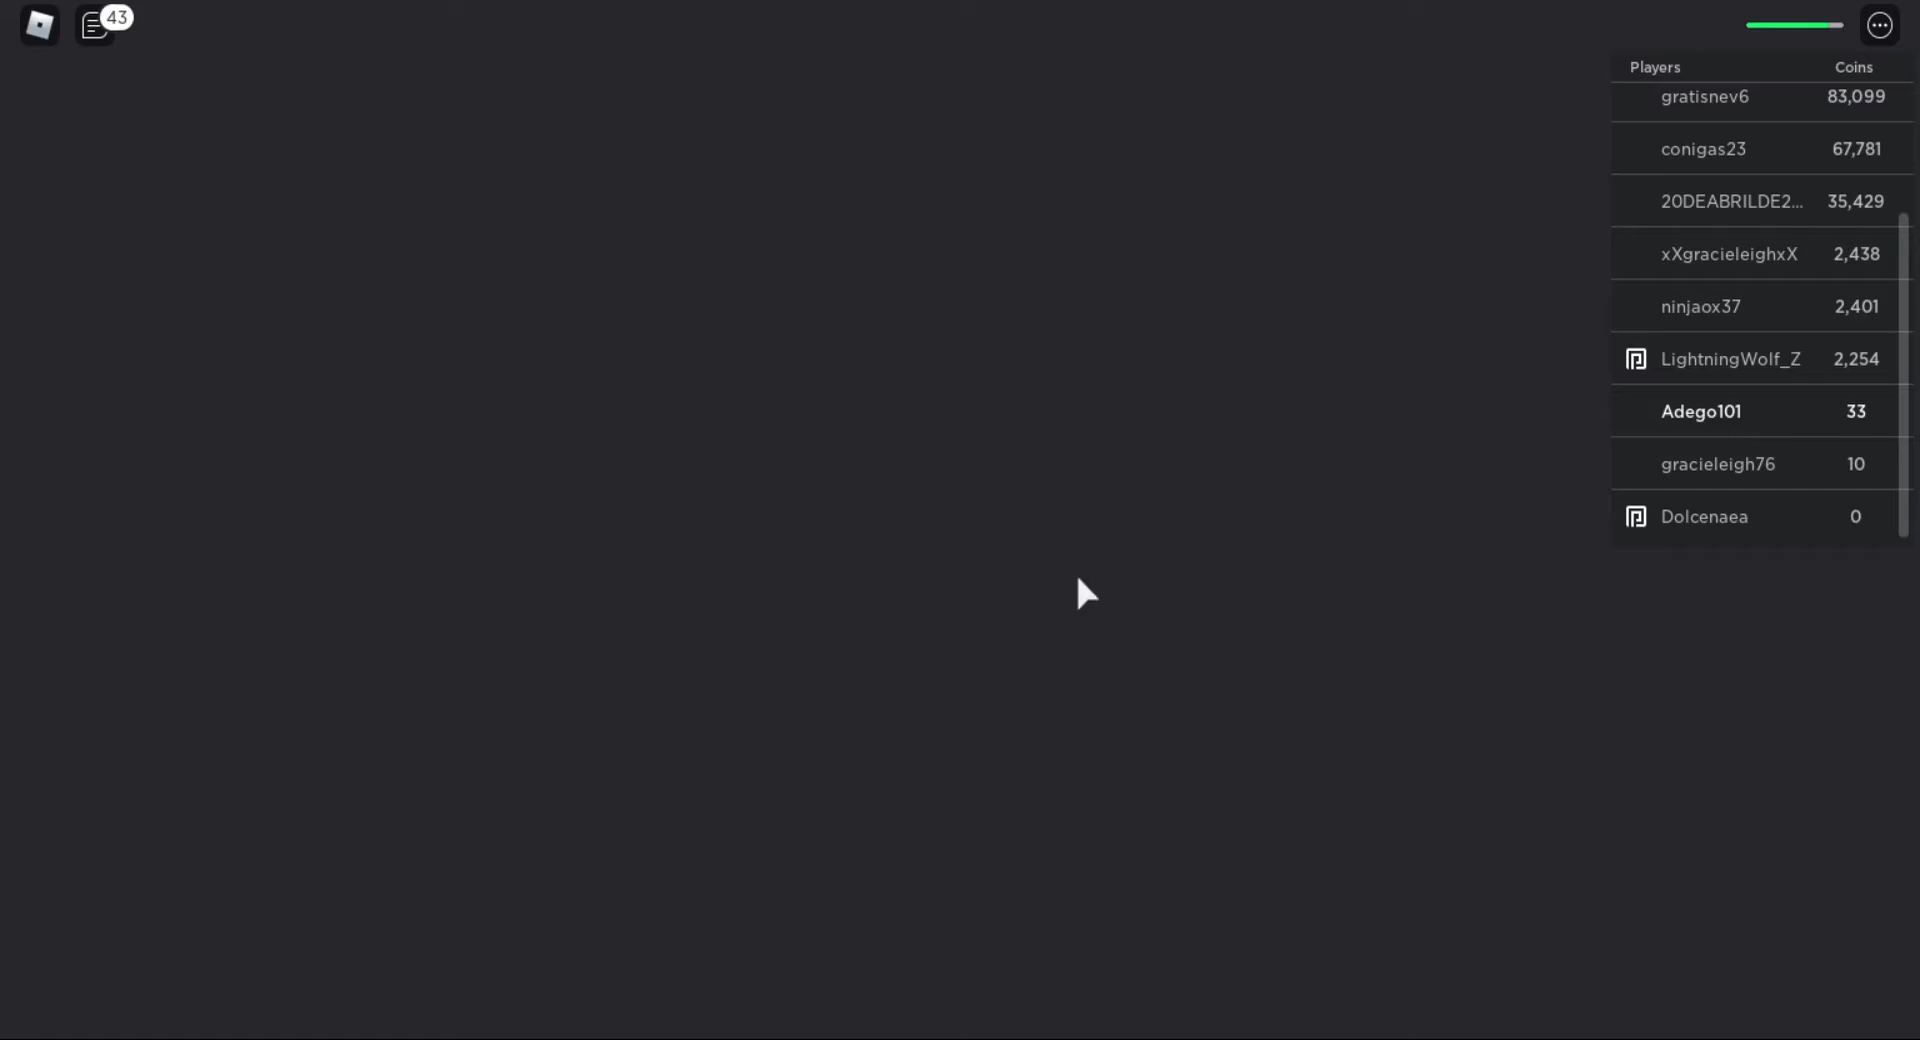 43
Players Coins
gratisnev6 83,099
conigas23 67,781
20DEABRILDE2... 35,429
xXgracieleighxX 2,438
ninjaox37 2,401
LightningWolf_Z 2,254
Adego101 33
gracieleigh76 10
Dolcenaea 0